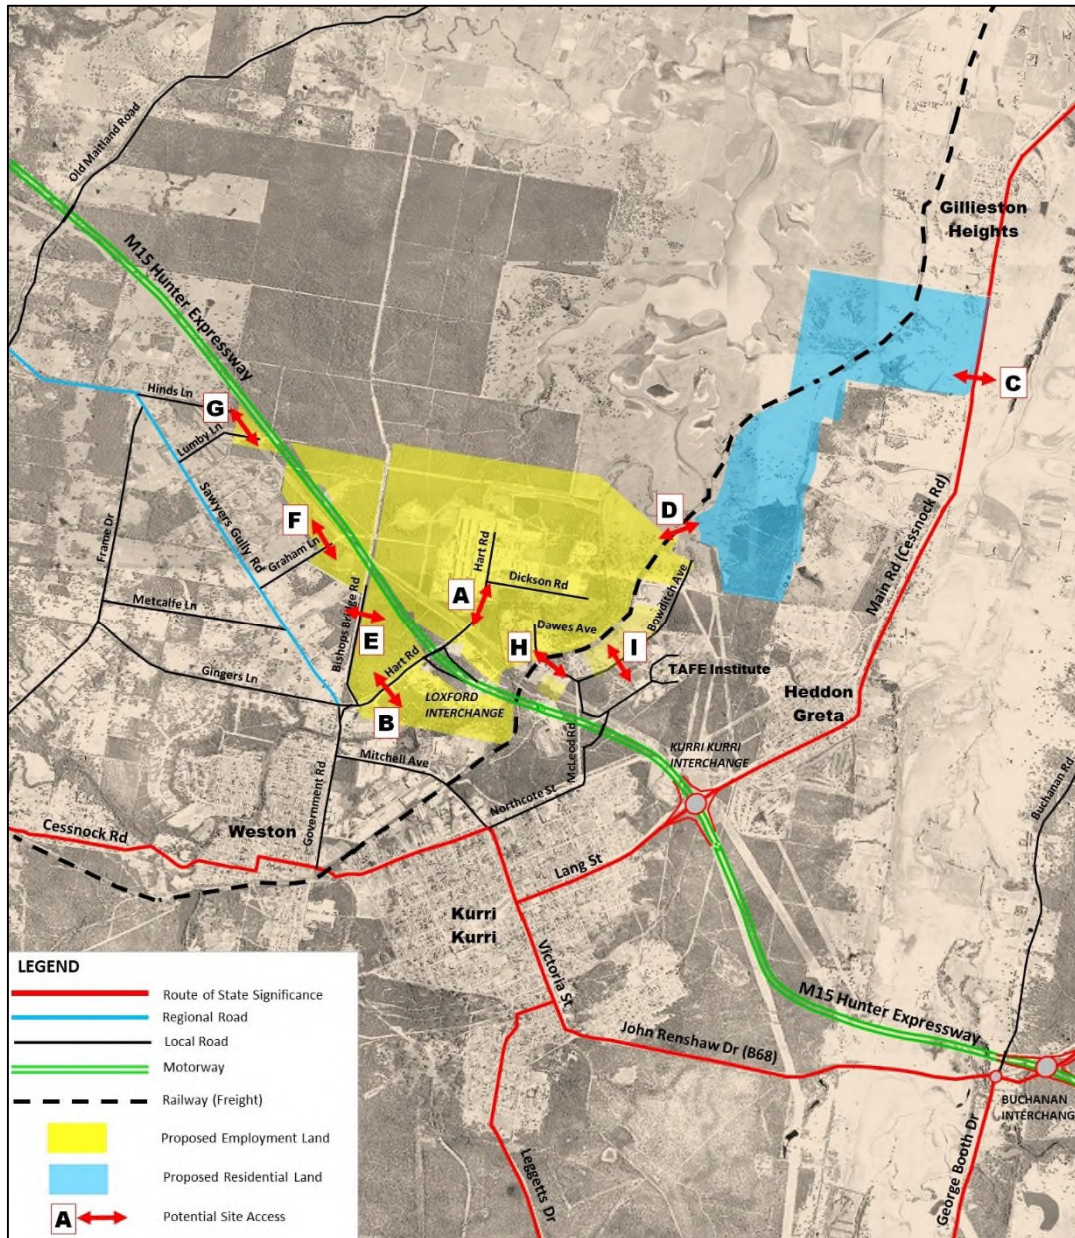 Old Maitland Road
M15 Hunter Expressway
Gillieston
Heights
Hinds Ln
G
C
Lumby Ln
Sawyers Gully Rd
Frame Dr
F
D
Graham Ln
Hart Rd
Dickson Rd
Main Rd (Cessnock Rd)
Metcalfe Ln
Bishops Bridge Rd
A
Bowditch Ave
Dawes Ave
E
H
I
Gingers Ln
Hart Rd
TAFE Institute
B
LOXFORD
INTERCHANGE
Heddon
Greta
McLeod Rd
KURRI KURRI
INTERCHANGE
Mitchell Ave
Government Rd
Northcote St
Buchanan Rd
Cessnock Rd
Weston
Lang St
Kurri
Kurri
Victoria St
M15 Hunter Expressway
John Renshaw Dr (B68)
BUCHANAN
INTERCHANG
George Booth Dr
Leggetts Dr
LEGEND
Route of State Significance
Regional Road
Local Road
Motorway
Railway (Freight)
Proposed Employment Land
Proposed Residential Land
A Potential Site Access